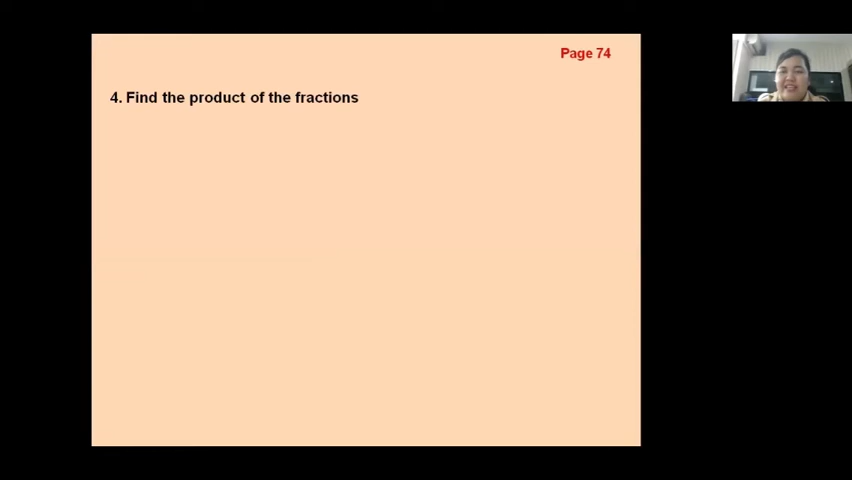 Page 74
4. Find the product of the fractions